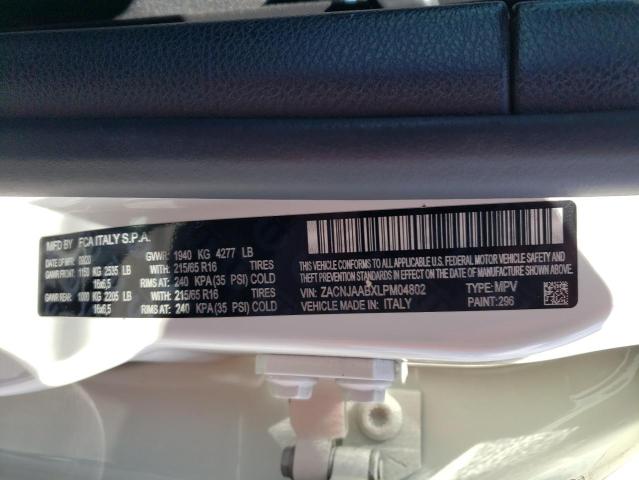 MFD BY FCA ITALY S.P.A.
DATE OF MFD 09/20 GVWR: 1940 KG 4277 LB
GAWR FRONT: 1150 KG 2535 LB WITH: 215/65 R16 TIRES
16x6,5 RIMS AT: 240 KPA (35 PSI) COLD
GAWR REAR: 1000 KG 2205 LB WITH: 215/65 R16 TIRES
16x6,5 RIMS AT: 240 KPA (35 PSI) COLD
THIS VEHICLE CONFORMS TO ALL APPLICABLE U.S. FEDERAL MOTOR VEHICLE
SAFETY, BUMPER, AND THEFT PREVENTION STANDARDS
IN EFFECT ON THE DATE OF MANUFACTURE SHOWN ABOVE.
VIN: ZACNJAABXLPM04802 TYPE: MPV
VEHICLE MADE IN: ITALY PAINT: 296